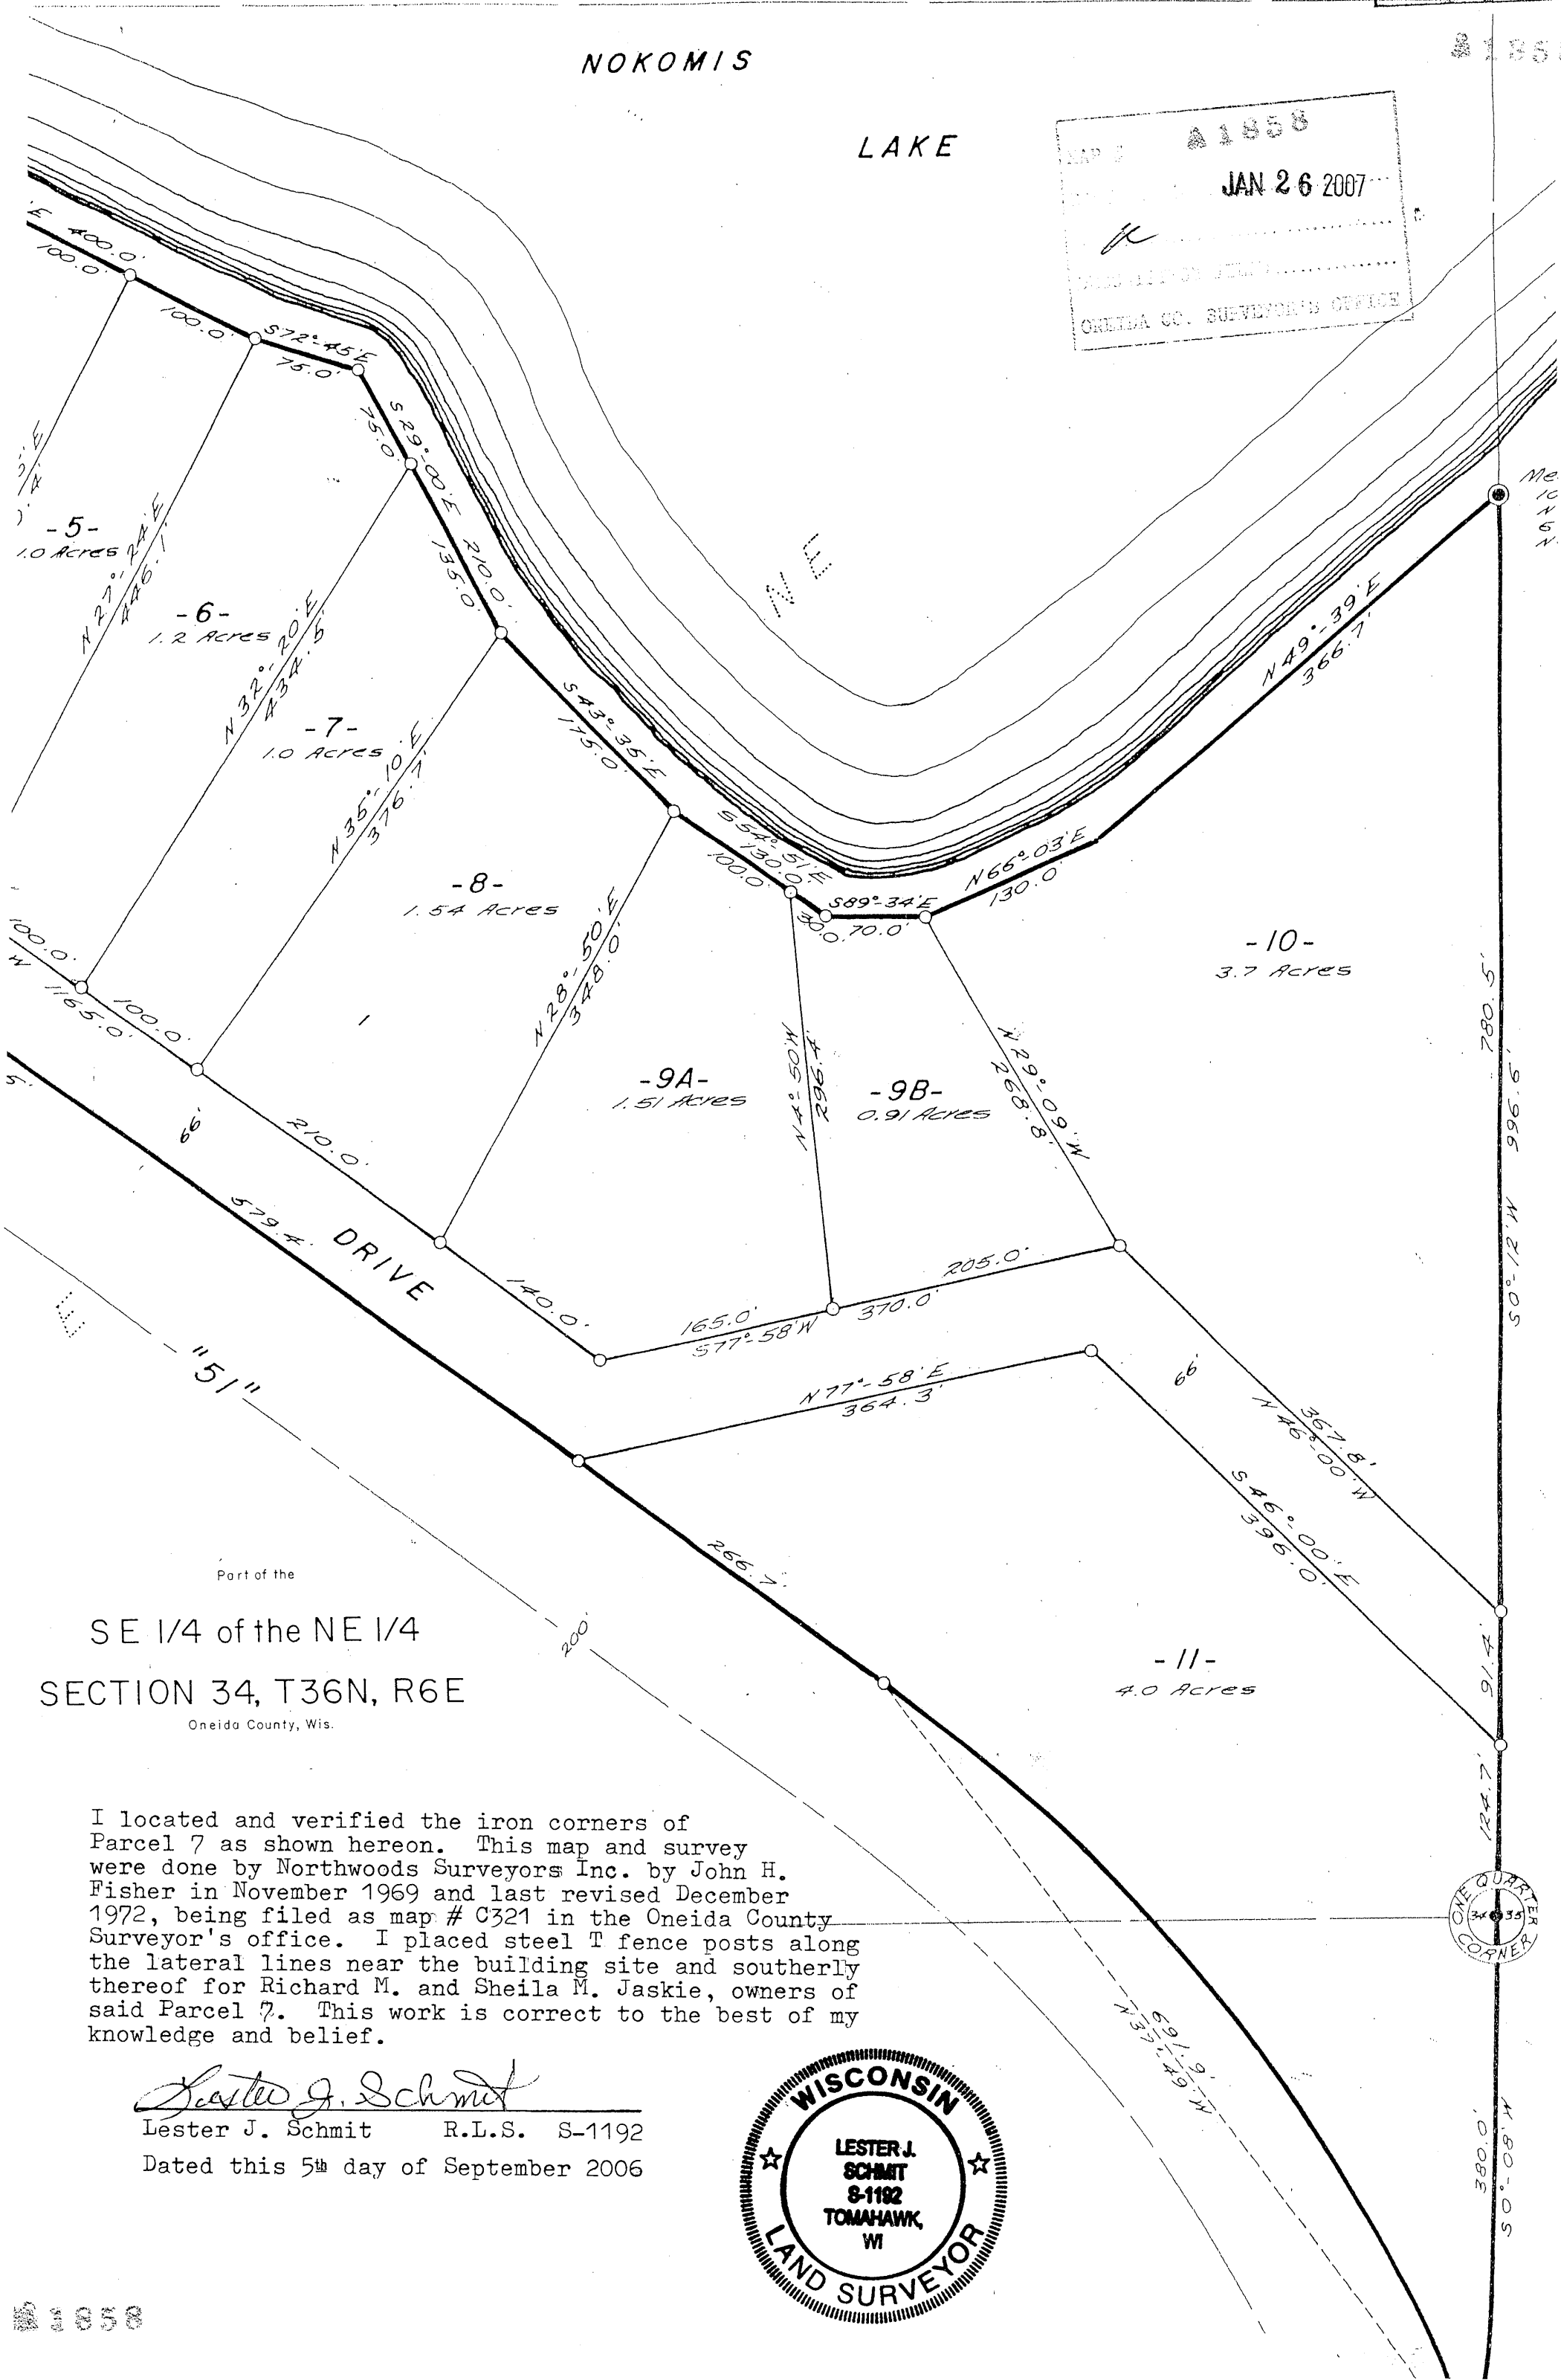 NOKOMIS
LAKE
A1858
JAN 26 2007
ONEIDA CO. SURVEYOR'S OFFICE
400.0'
100.0'
100.0'
S72°-45'E
75.0'
S29°-00'E
75.0'
210.0'
135.0'
-5-
1.0 Acres
N27°-24'E
446.1'
-6-
1.2 Acres
N32°-20'E
434.5'
-7-
1.0 Acres
N35°-10'E
376.7'
S43°-35'E
175.0'
NE
N49°-39'E
366.7'
S54°-51'E
130.0'
100.0'
30.0'
S89°-34'E
70.0'
N66°-03'E
130.0'
-8-
1.54 Acres
N28°-50'E
348.0'
-9A-
1.51 Acres
N4°-50'W
296.4'
-9B-
0.91 Acres
N29°-09'W
268.8'
-10-
3.7 Acres
780.5'
996.6'
S0°-12'W
1165.0'
100.0'
66'
210.0'
579.4'
DRIVE
140.0'
165.0'
S77°-58'W
370.0'
205.0'
N77°-58'E
364.3'
66'
367.8'
N46°-00'W
S46°-00'E
396.0'
"51"
266.7'
200'
-11-
4.0 Acres
91.4'
124.7'
ONE QUARTER
34 35
CORNER
691.9'
N37°-49'W
380.0'
S0°-08'W
Part of the
SE 1/4 of the NE 1/4
SECTION 34, T36N, R6E
Oneida County, Wis.
I located and verified the iron corners of
Parcel 7 as shown hereon. This map and survey
were done by Northwoods Surveyors Inc. by John H.
Fisher in November 1969 and last revised December
1972, being filed as map # C321 in the Oneida County
Surveyor's office. I placed steel T fence posts along
the lateral lines near the building site and southerly
thereof for Richard M. and Sheila M. Jaskie, owners of
said Parcel 7. This work is correct to the best of my
knowledge and belief.
Lester J. Schmit
Lester J. Schmit R.L.S. S-1192
Dated this 5th day of September 2006
WISCONSIN
LESTER J.
SCHMIT
S-1192
TOMAHAWK,
WI
LAND SURVEYOR
A1858